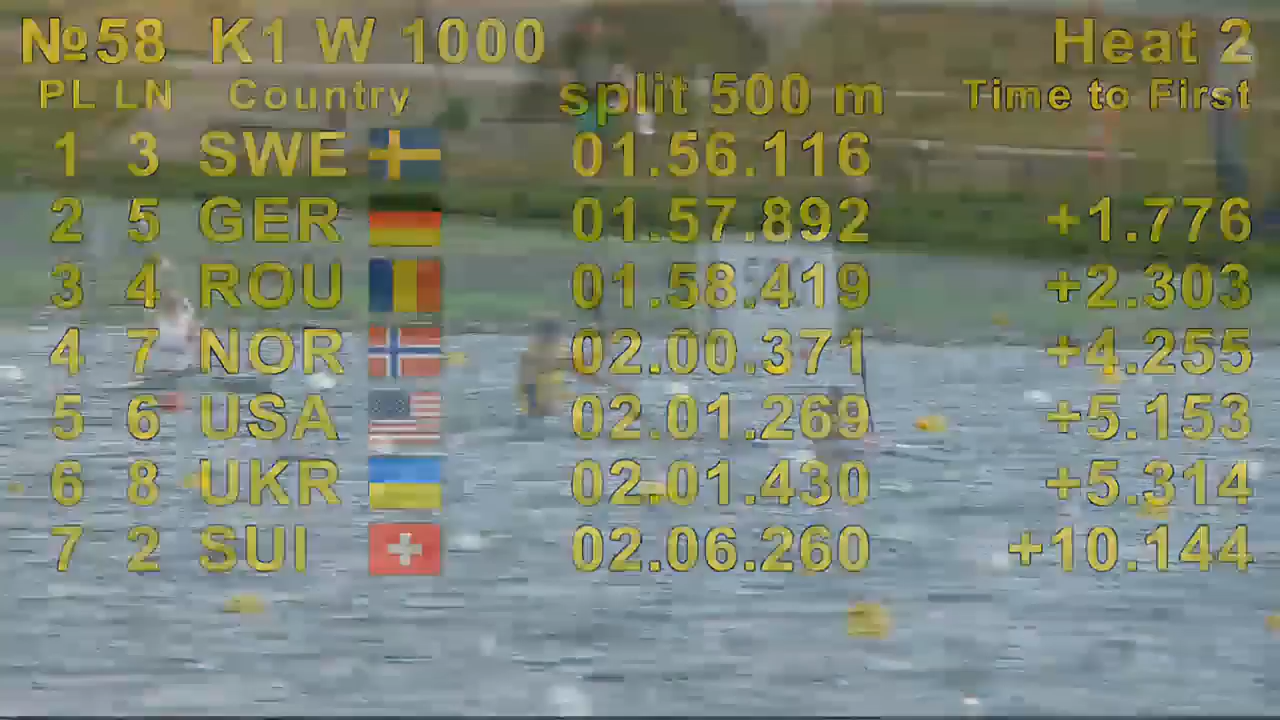 №58 K1 W 1000 Heat 2
PL LN Country split 500 m Time to First
1 3 SWE 01.56.116
2 5 GER 01.57.892 +1.776
3 4 ROU 01.58.419 +2.303
4 7 NOR 02.00.371 +4.255
5 6 USA 02.01.269 +5.153
6 8 UKR 02.01.430 +5.314
7 2 SUI 02.06.260 +10.144